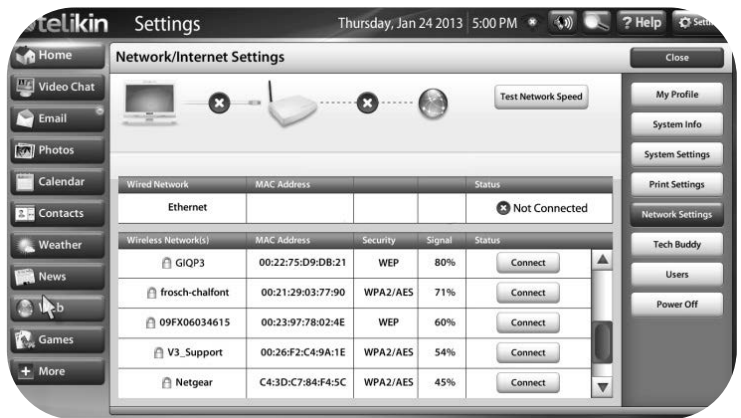 telikin Settings Thursday, Jan 24 2013 5:00 PM ? Help
Home
Video Chat
Email
Photos
Calendar
Contacts
Weather
News
Games
+ More
Network/Internet Settings
Test Network Speed
Wired Network MAC Address Status
Ethernet Not Connected
Wireless Network(s) MAC Address Security Signal Status
GIQP3 00:22:75:D9:DB:21 WEP 80% Connect
frosch-chalfont 00:21:29:03:77:90 WPA2/AES 71% Connect
09FX06034615 00:23:97:78:02:4E WEP 60% Connect
V3_Support 00:26:F2:C4:9A:1E WPA2/AES 54% Connect
Netgear C4:3D:C7:84:F4:5C WPA2/AES 45% Connect
Close
My Profile
System Info
System Settings
Print Settings
Network Settings
Tech Buddy
Users
Power Off